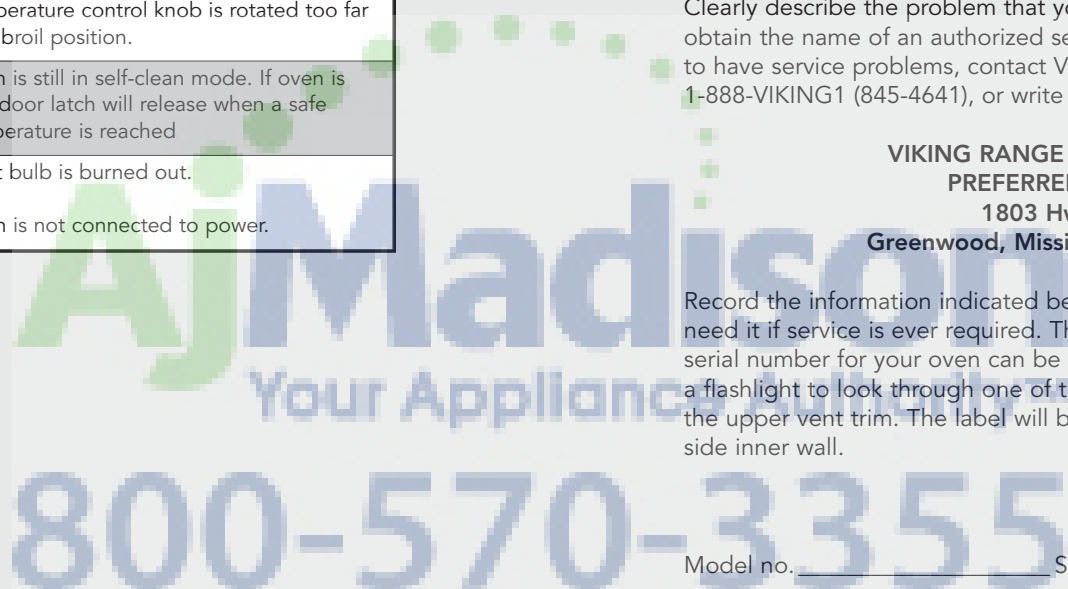 perature control knob is rotated too far
broil position.
n is still in self-clean mode. If oven is
door latch will release when a safe
perature is reached
t bulb is burned out.
n is not connected to power.
Clearly describe the problem that yo
obtain the name of an authorized se
to have service problems, contact V
1-888-VIKING1 (845-4641), or write
VIKING RANGE
PREFERRE
1803 Hw
Greenwood, Missi
Record the information indicated be
need it if service is ever required. Th
serial number for your oven can be
a flashlight to look through one of t
the upper vent trim. The label will b
side inner wall.
Model no. S
AjMadison
Your Appliance Authority™
800-570-3355